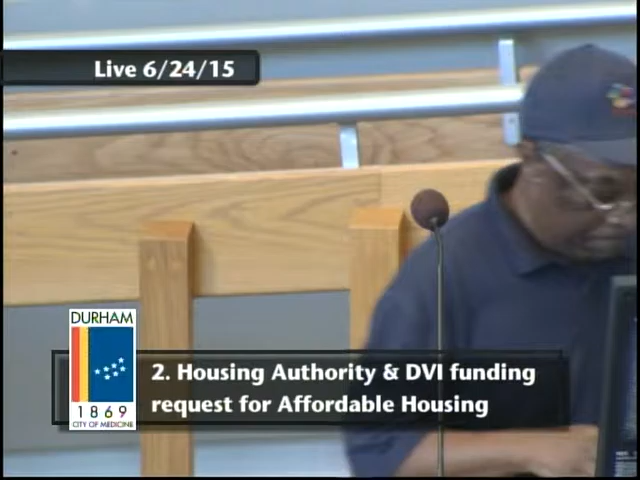 Live 6/24/15
DURHAM
1869
CITY OF MEDICINE
2. Housing Authority & DVI funding
request for Affordable Housing